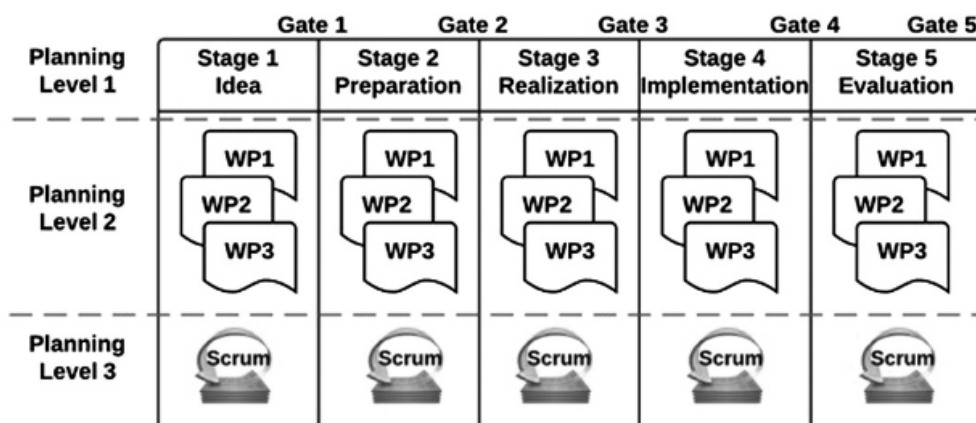 Gate 1 Gate 2 Gate 3 Gate 4 Gate 5
Planning Level 1
Stage 1 Idea
Stage 2 Preparation
Stage 3 Realization
Stage 4 Implementation
Stage 5 Evaluation
Planning Level 2
WP1 WP1 WP1 WP1 WP1
WP2 WP2 WP2 WP2 WP2
WP3 WP3 WP3 WP3 WP3
Planning Level 3
Scrum Scrum Scrum Scrum Scrum